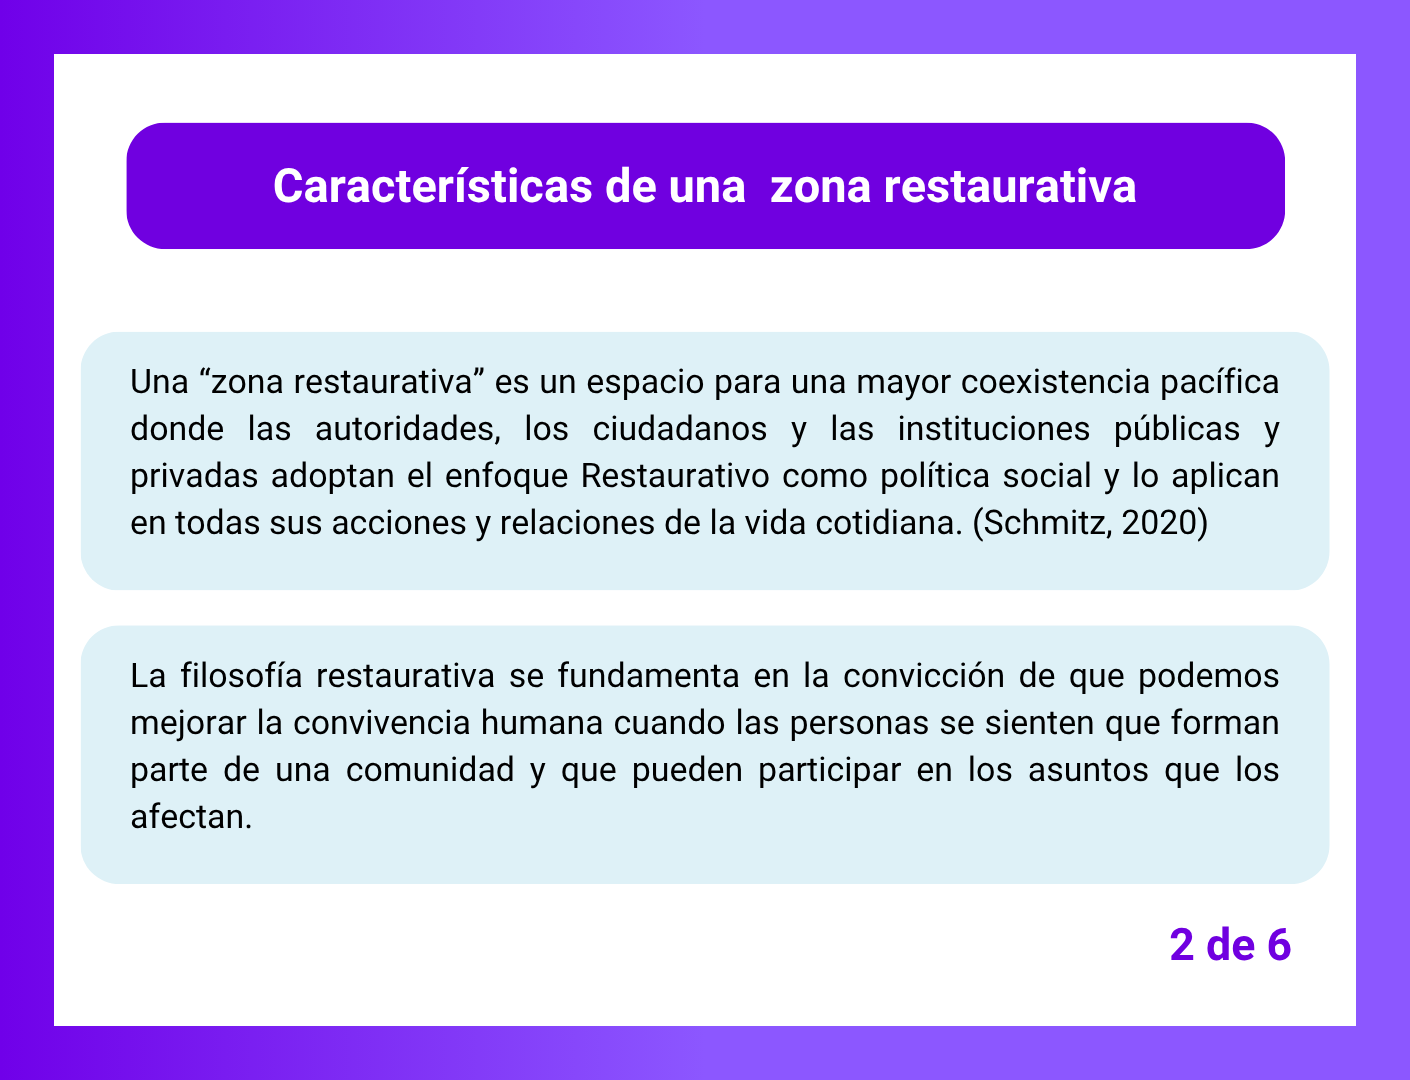 Características de una  zona restaurativa
Una “zona restaurativa” es un espacio para una mayor coexistencia pacífica
donde las autoridades, los ciudadanos y las instituciones públicas y
privadas adoptan el enfoque Restaurativo como política social y lo aplican
en todas sus acciones y relaciones de la vida cotidiana. (Schmitz, 2020)
La filosofía restaurativa se fundamenta en la convicción de que podemos
mejorar la convivencia humana cuando las personas se sienten que forman
parte de una comunidad y que pueden participar en los asuntos que los
afectan.
2 de 6